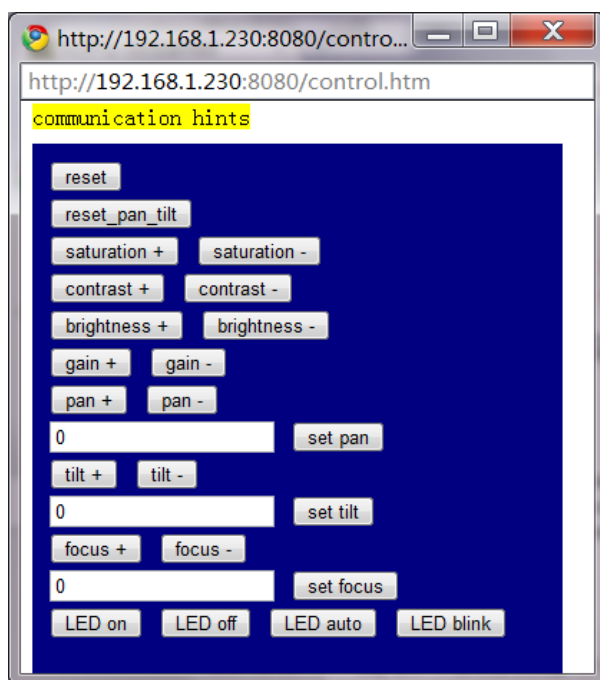 http://192.168.1.230:8080/contro...
http://192.168.1.230:8080/control.htm
communication hints
reset
reset_pan_tilt
saturation + saturation -
contrast + contrast -
brightness + brightness -
gain + gain -
pan + pan -
0 set pan
tilt + tilt -
0 set tilt
focus + focus -
0 set focus
LED on LED off LED auto LED blink